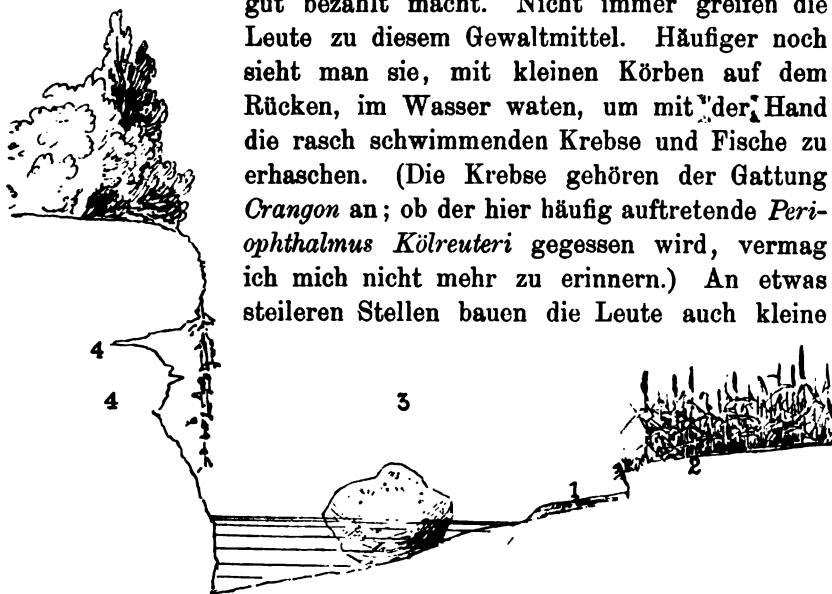 gut bezahlt macht. Nicht immer greifen die
Leute zu diesem Gewaltmittel. Häufiger noch
sieht man sie, mit kleinen Körben auf dem
Rücken, im Wasser waten, um mit der Hand
die rasch schwimmenden Krebse und Fische zu
erhaschen. (Die Krebse gehören der Gattung
Crangon an; ob der hier häufig auftretende Peri-
ophthalmus Kölreuteri gegessen wird, vermag
ich mich nicht mehr zu erinnern.) An etwas
steileren Stellen bauen die Leute auch kleine
4
4
3
2
1